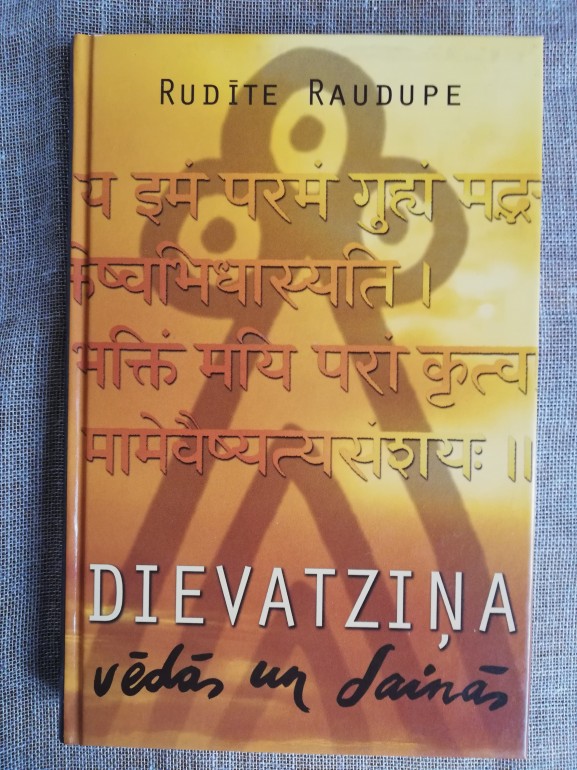 RUDĪTE RAUDUPE
य इमं परमं गुह्यं मद्भ
ष्वभिधास्यति ।
भक्तिं मयि परां कृत्व
मामेवैष्यत्यसंशयः ॥
DIEVATZIŅA
vēdās un dainās